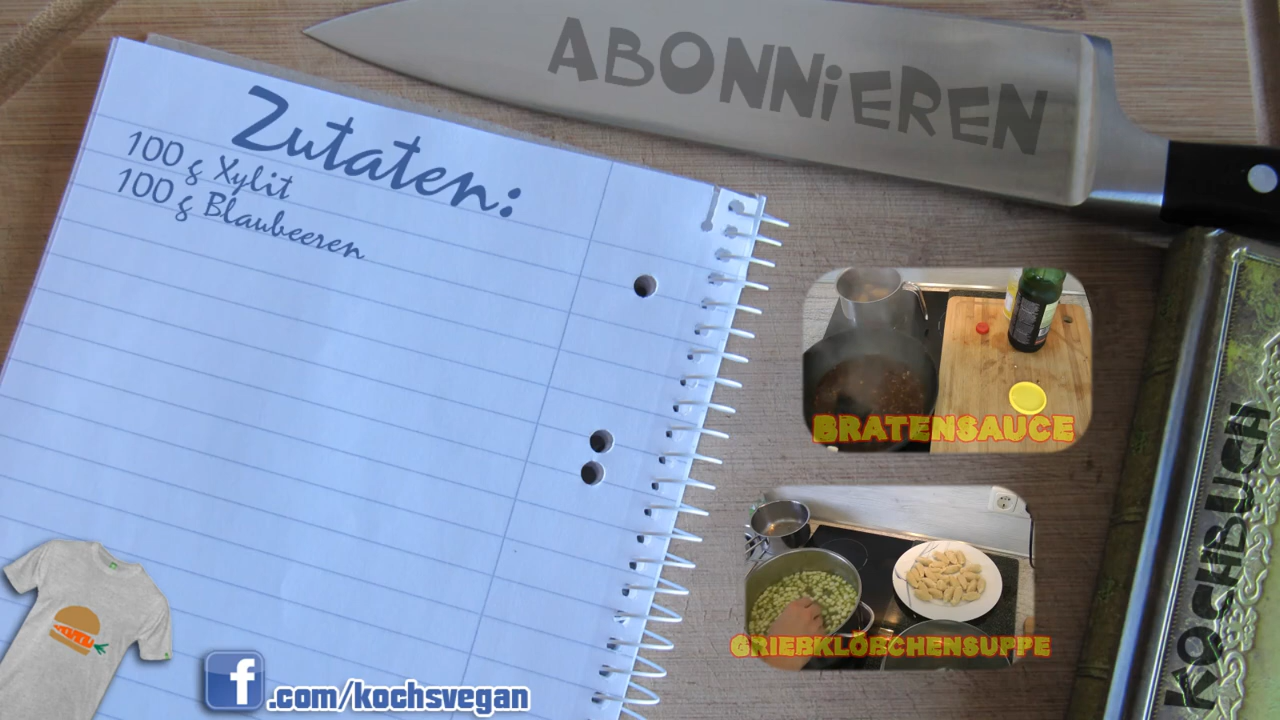 ABONNiEREN
Zutaten:
100 g Xylit
100 g Blaubeeren
BRATENSAUCE
GRIEßKLÖßCHENSUPPE
KOCHBUCH
f.com/kochsvegan